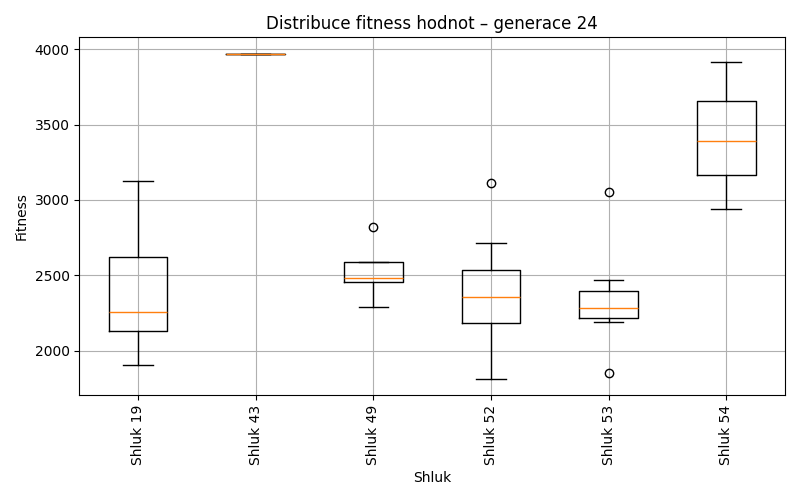 Distribuce fitness hodnot – generace 24
Fitness
4000
3500
3000
2500
2000
Shluk 19
Shluk 43
Shluk 49
Shluk 52
Shluk 53
Shluk 54
Shluk